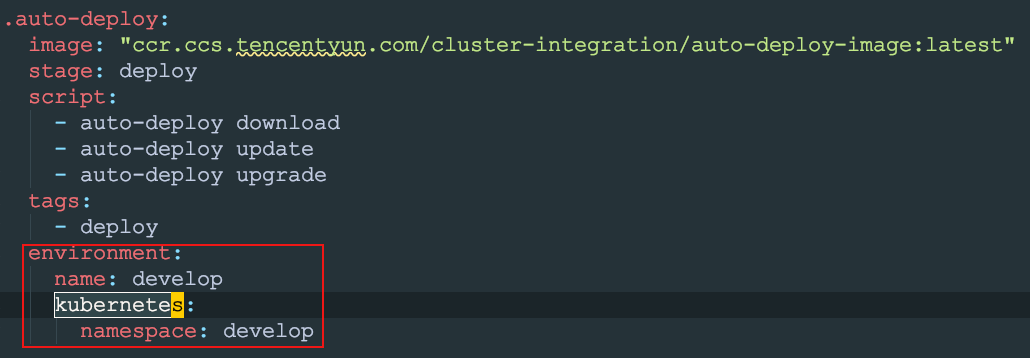 .auto-deploy:
  image: "ccr.ccs.tencentyun.com/cluster-integration/auto-deploy-image:latest"
  stage: deploy
  script:
    - auto-deploy download
    - auto-deploy update
    - auto-deploy upgrade
  tags:
    - deploy
  environment:
    name: develop
    kubernetes:
      namespace: develop